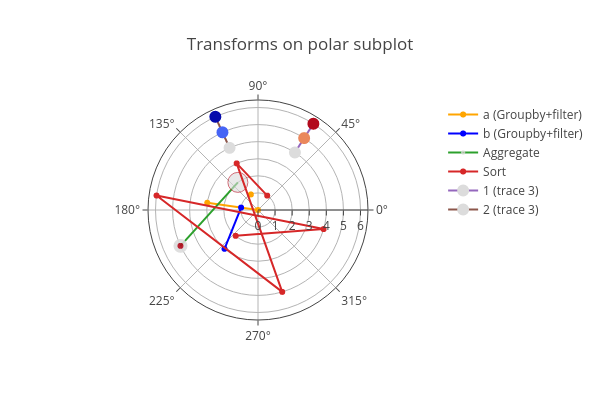 Transforms on polar subplot
90°
135°
45°
180°
0°
0 1 2 3 4 5 6
225°
315°
270°
a (Groupby+filter)
b (Groupby+filter)
Aggregate
Sort
1 (trace 3)
2 (trace 3)